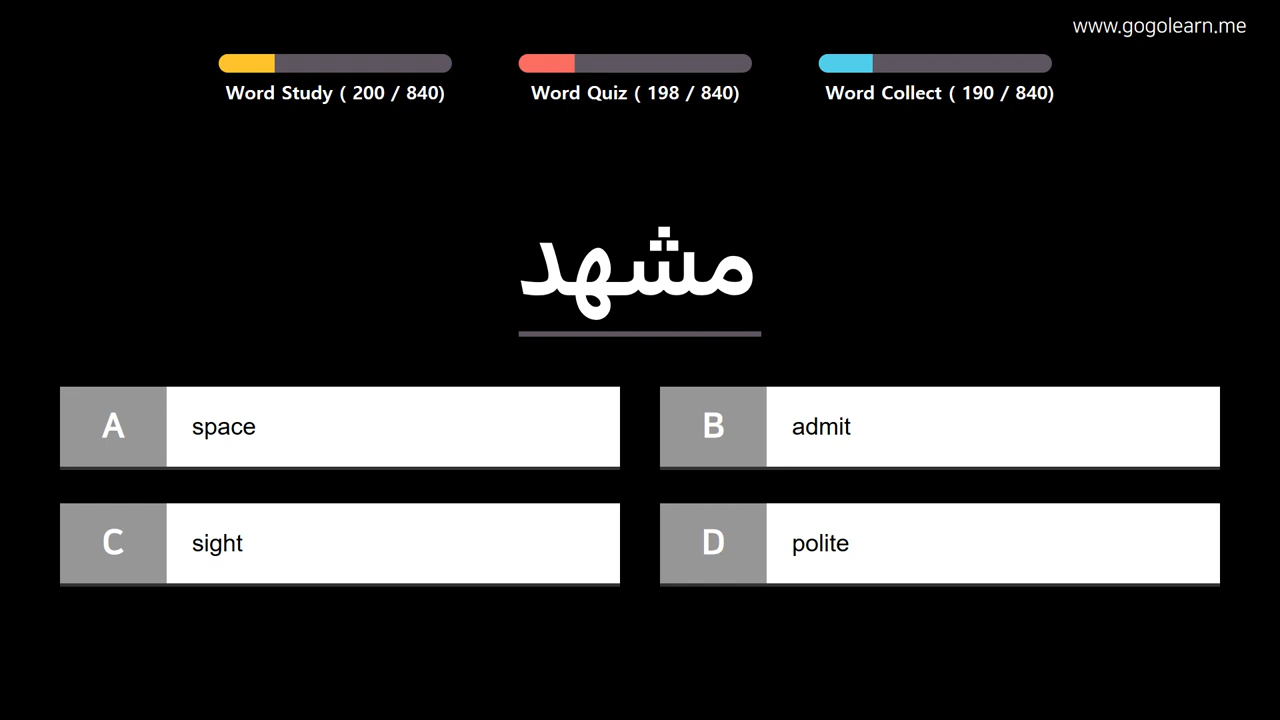 www.gogolearn.me
Word Study ( 200 / 840)
Word Quiz ( 198 / 840)
Word Collect ( 190 / 840)
مشهد
A space
B admit
C sight
D polite